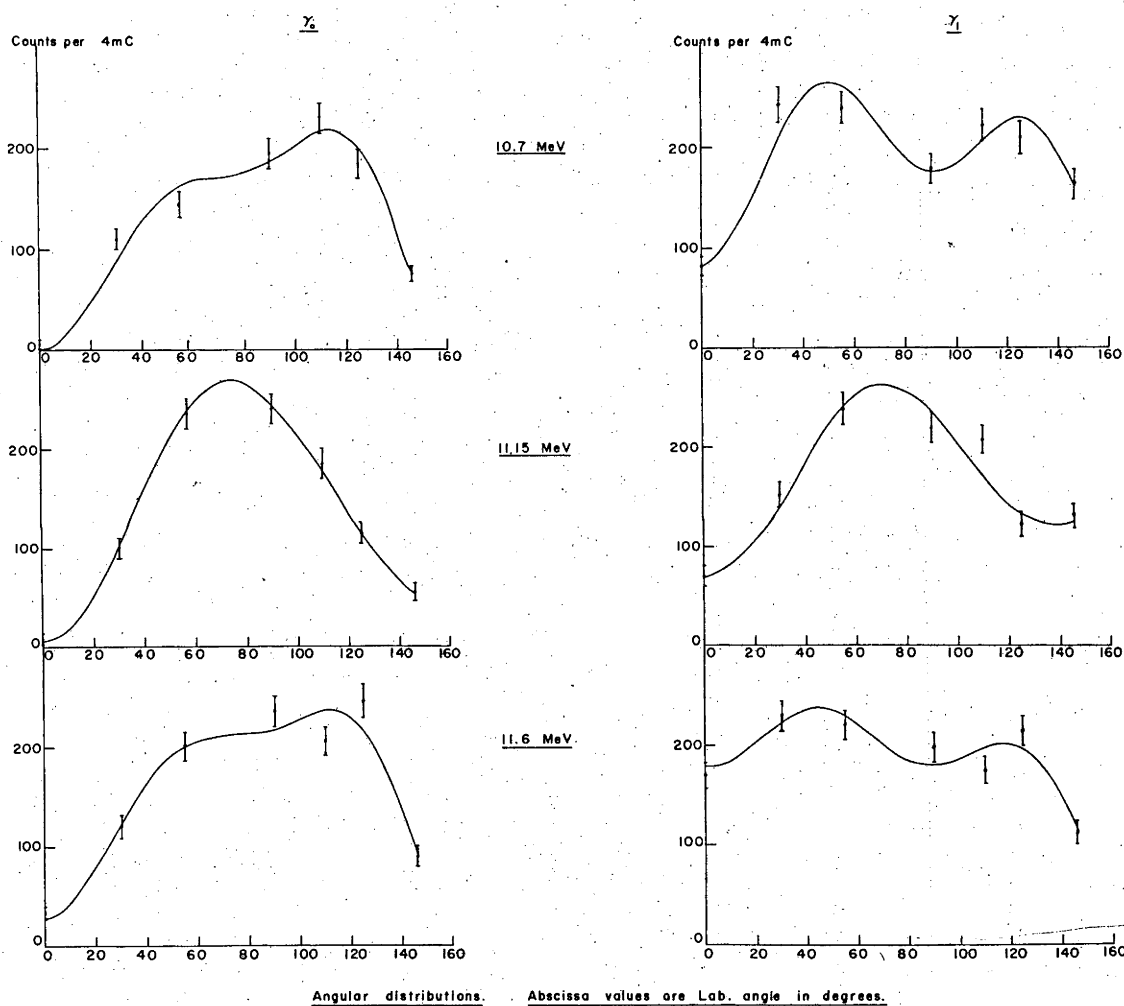 γ₀ γ₁
Counts per 4mC Counts per 4mC
200 200
10.7 MeV
100 100
0 0
0 20 40 60 80 100 120 140 160 0 20 40 60 80 100 120 140 160
200 200
11.15 MeV
100 100
0 0
0 20 40 60 80 100 120 140 160 0 20 40 60 80 100 120 140 160
200 200
11.6 MeV
100 100
0 0
0 20 40 60 80 100 120 140 160 0 20 40 60 80 100 120 140 160
Angular distributions. Abscissa values are Lab. angle in degrees.